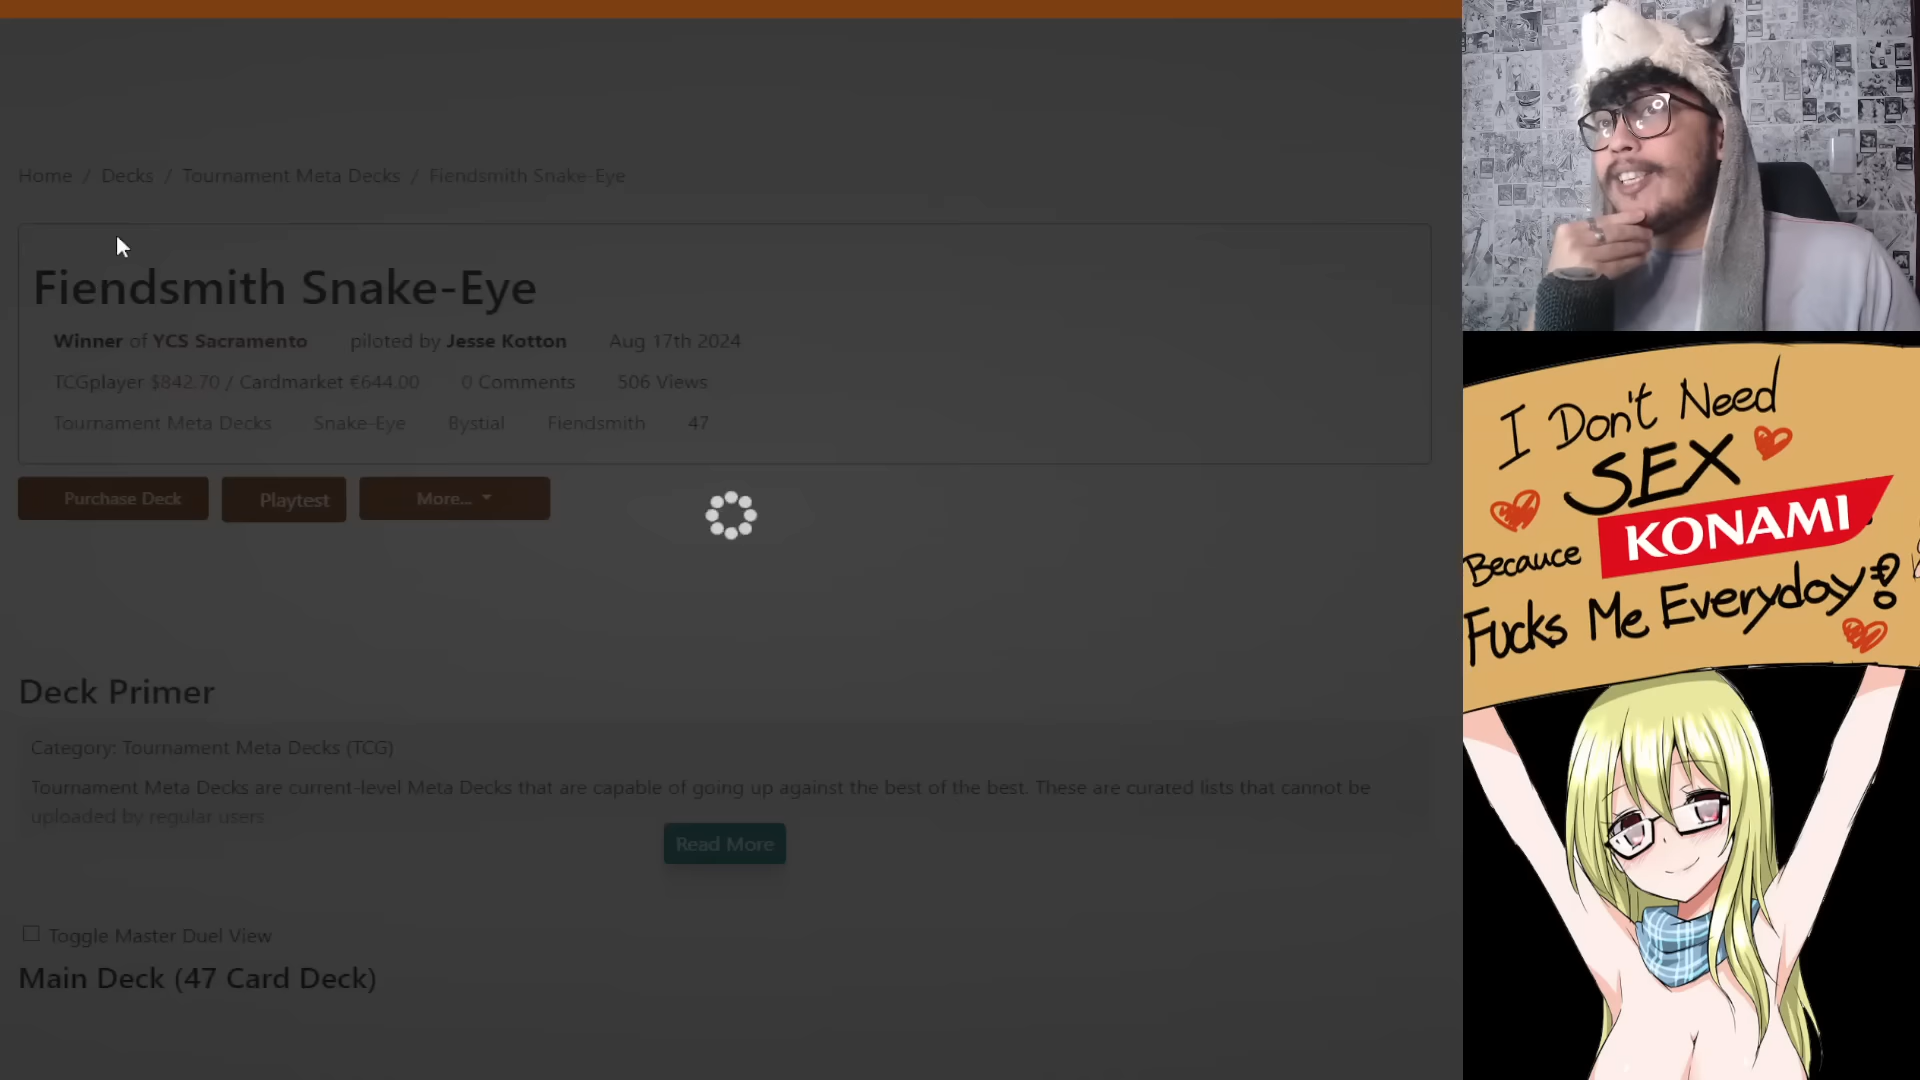 Home / Decks / Tournament Meta Decks / Fiendsmith Snake-Eye
Fiendsmith Snake-Eye
Winner of YCS Sacramento piloted by Jesse Kotton Aug 17th 2024
TCGplayer $842.70 / Cardmarket €644.00 0 Comments 506 Views
Tournament Meta Decks Snake-Eye Bystial Fiendsmith 47
Purchase Deck Playtest More...
Deck Primer
Category: Tournament Meta Decks (TCG)
Tournament Meta Decks are current-level Meta Decks that are capable of going up against the best of the best. These are curated lists that cannot be
uploaded by regular users
Read More
Toggle Master Duel View
Main Deck (47 Card Deck)
I Don't Need
SEX
Becauce KONAMI
Fucks Me Everyday!